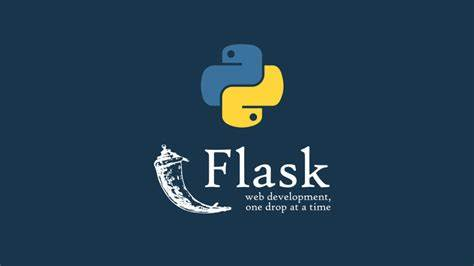 Flask
web development,
one drop at a time